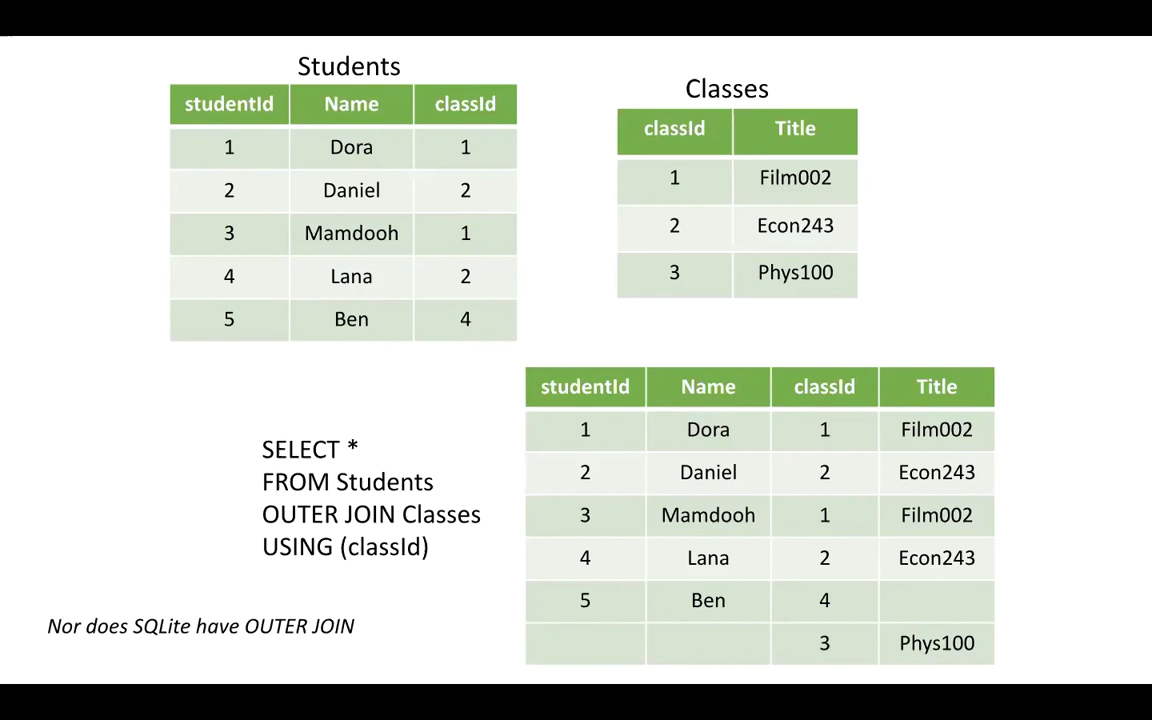 Students
studentId Name classId
1 Dora 1
2 Daniel 2
3 Mamdooh 1
4 Lana 2
5 Ben 4
Classes
classId Title
1 Film002
2 Econ243
3 Phys100
SELECT *
FROM Students
OUTER JOIN Classes
USING (classId)
Nor does SQLite have OUTER JOIN
studentId Name classId Title
1 Dora 1 Film002
2 Daniel 2 Econ243
3 Mamdooh 1 Film002
4 Lana 2 Econ243
5 Ben 4
3 Phys100